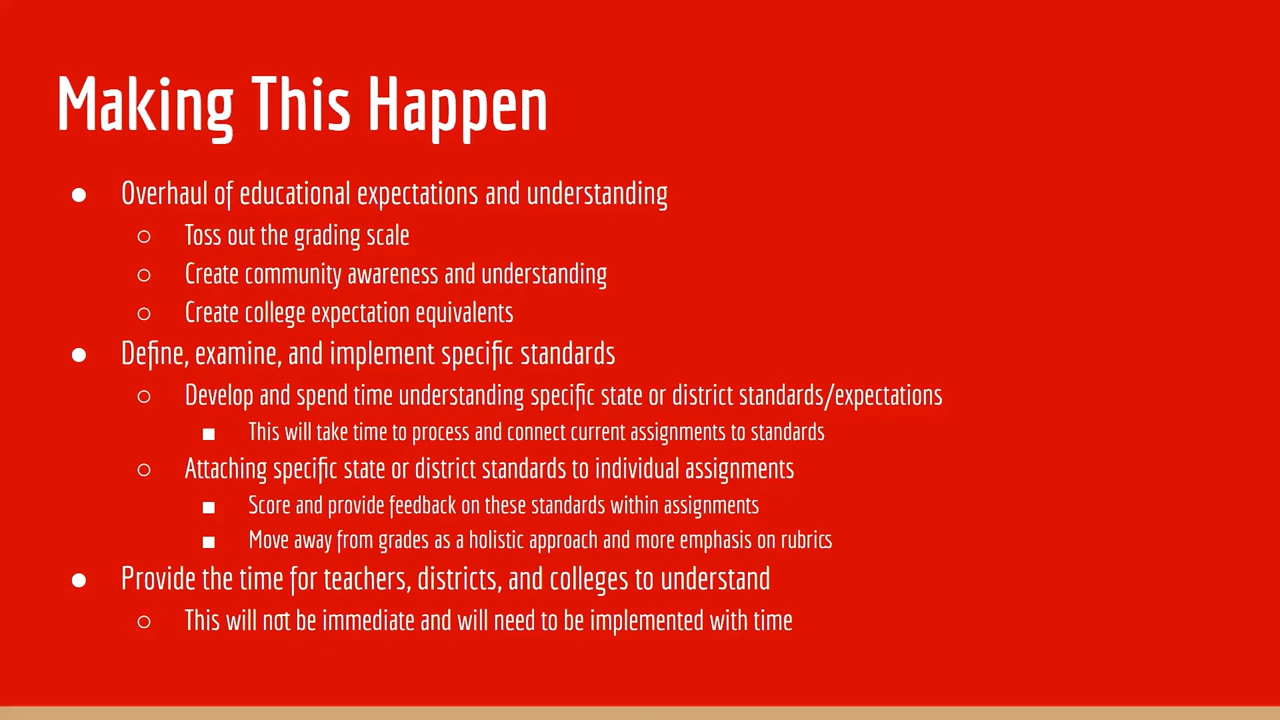 Making This Happen
● Overhaul of educational expectations and understanding
○ Toss out the grading scale
○ Create community awareness and understanding
○ Create college expectation equivalents
● Define, examine, and implement specific standards
○ Develop and spend time understanding specific state or district standards/expectations
■ This will take time to process and connect current assignments to standards
○ Attaching specific state or district standards to individual assignments
■ Score and provide feedback on these standards within assignments
■ Move away from grades as a holistic approach and more emphasis on rubrics
● Provide the time for teachers, districts, and colleges to understand
○ This will not be immediate and will need to be implemented with time